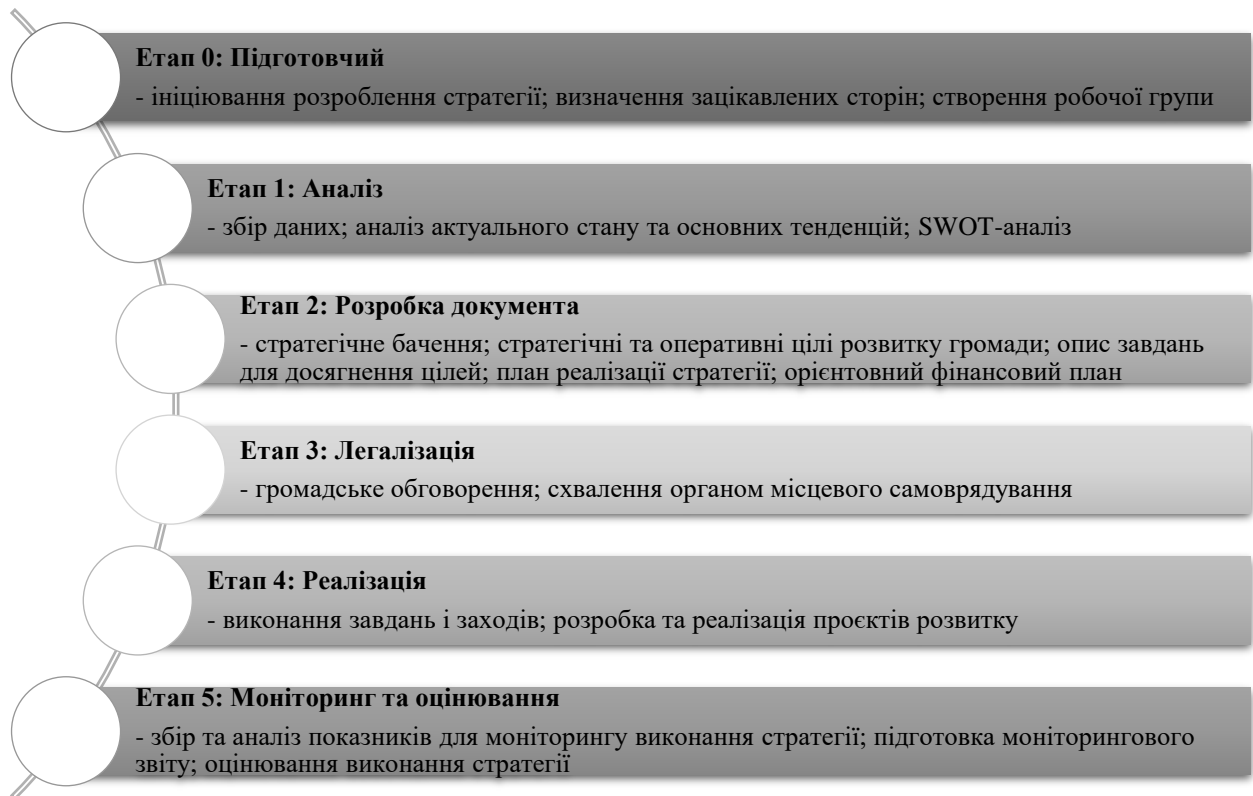 Етап 0: Підготовчий
- ініціювання розроблення стратегії; визначення зацікавлених сторін; створення робочої групи
Етап 1: Аналіз
- збір даних; аналіз актуального стану та основних тенденцій; SWOT-аналіз
Етап 2: Розробка документа
- стратегічне бачення; стратегічні та оперативні цілі розвитку громади; опис завдань
для досягнення цілей; план реалізації стратегії; орієнтовний фінансовий план
Етап 3: Легалізація
- громадське обговорення; схвалення органом місцевого самоврядування
Етап 4: Реалізація
- виконання завдань і заходів; розробка та реалізація проєктів розвитку
Етап 5: Моніторинг та оцінювання
- збір та аналіз показників для моніторингу виконання стратегії; підготовка моніторингового
звіту; оцінювання виконання стратегії